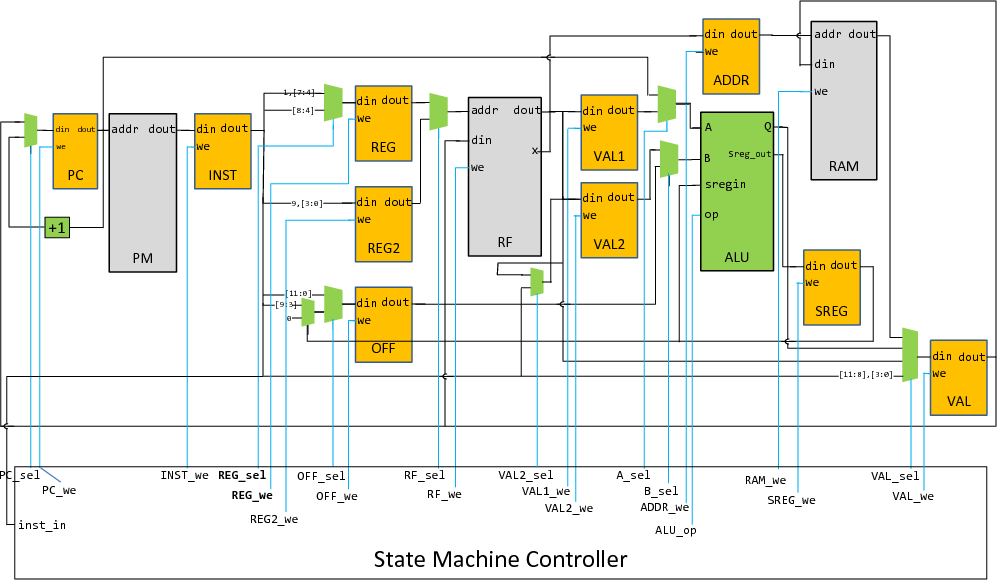 din dout
we
ADDR
addr dout
din
we
RAM
1,[7:4]
[8:4]
din dout
we
REG
addr
din
x
we
RF
din dout
we
VAL1
A
Q
B
Sreg_out
sregin
op
ALU
din dout
we
PC
addr dout
PM
din dout
we
INST
+1
9,[3:0]
din dout
we
REG2
din dout
we
VAL2
din dout
we
SREG
[11:0]
[9:3]
0
din dout
we
OFF
din dout
we
VAL
[11:8],[3:0]
PC_sel
PC_we
INST_we
REG_sel
REG_we
REG2_we
OFF_sel
OFF_we
RF_sel
RF_we
VAL2_sel
VAL1_we
VAL2_we
A_sel
B_sel
ADDR_we
ALU_op
RAM_we
SREG_we
VAL_sel
VAL_we
inst_in
State Machine Controller